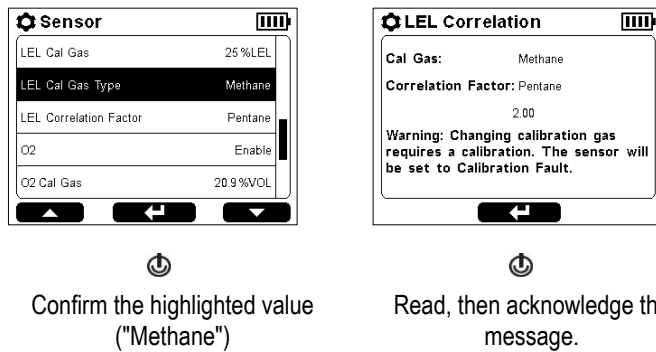 Sensor
LEL Cal Gas 25 %LEL
LEL Cal Gas Type Methane
LEL Correlation Factor Pentane
O2 Enable
O2 Cal Gas 20.9 %VOL
Confirm the highlighted value
("Methane")
LEL Correlation
Cal Gas: Methane
Correlation Factor: Pentane
2.00
Warning: Changing calibration gas
requires a calibration. The sensor will
be set to Calibration Fault.
Read, then acknowledge
message.